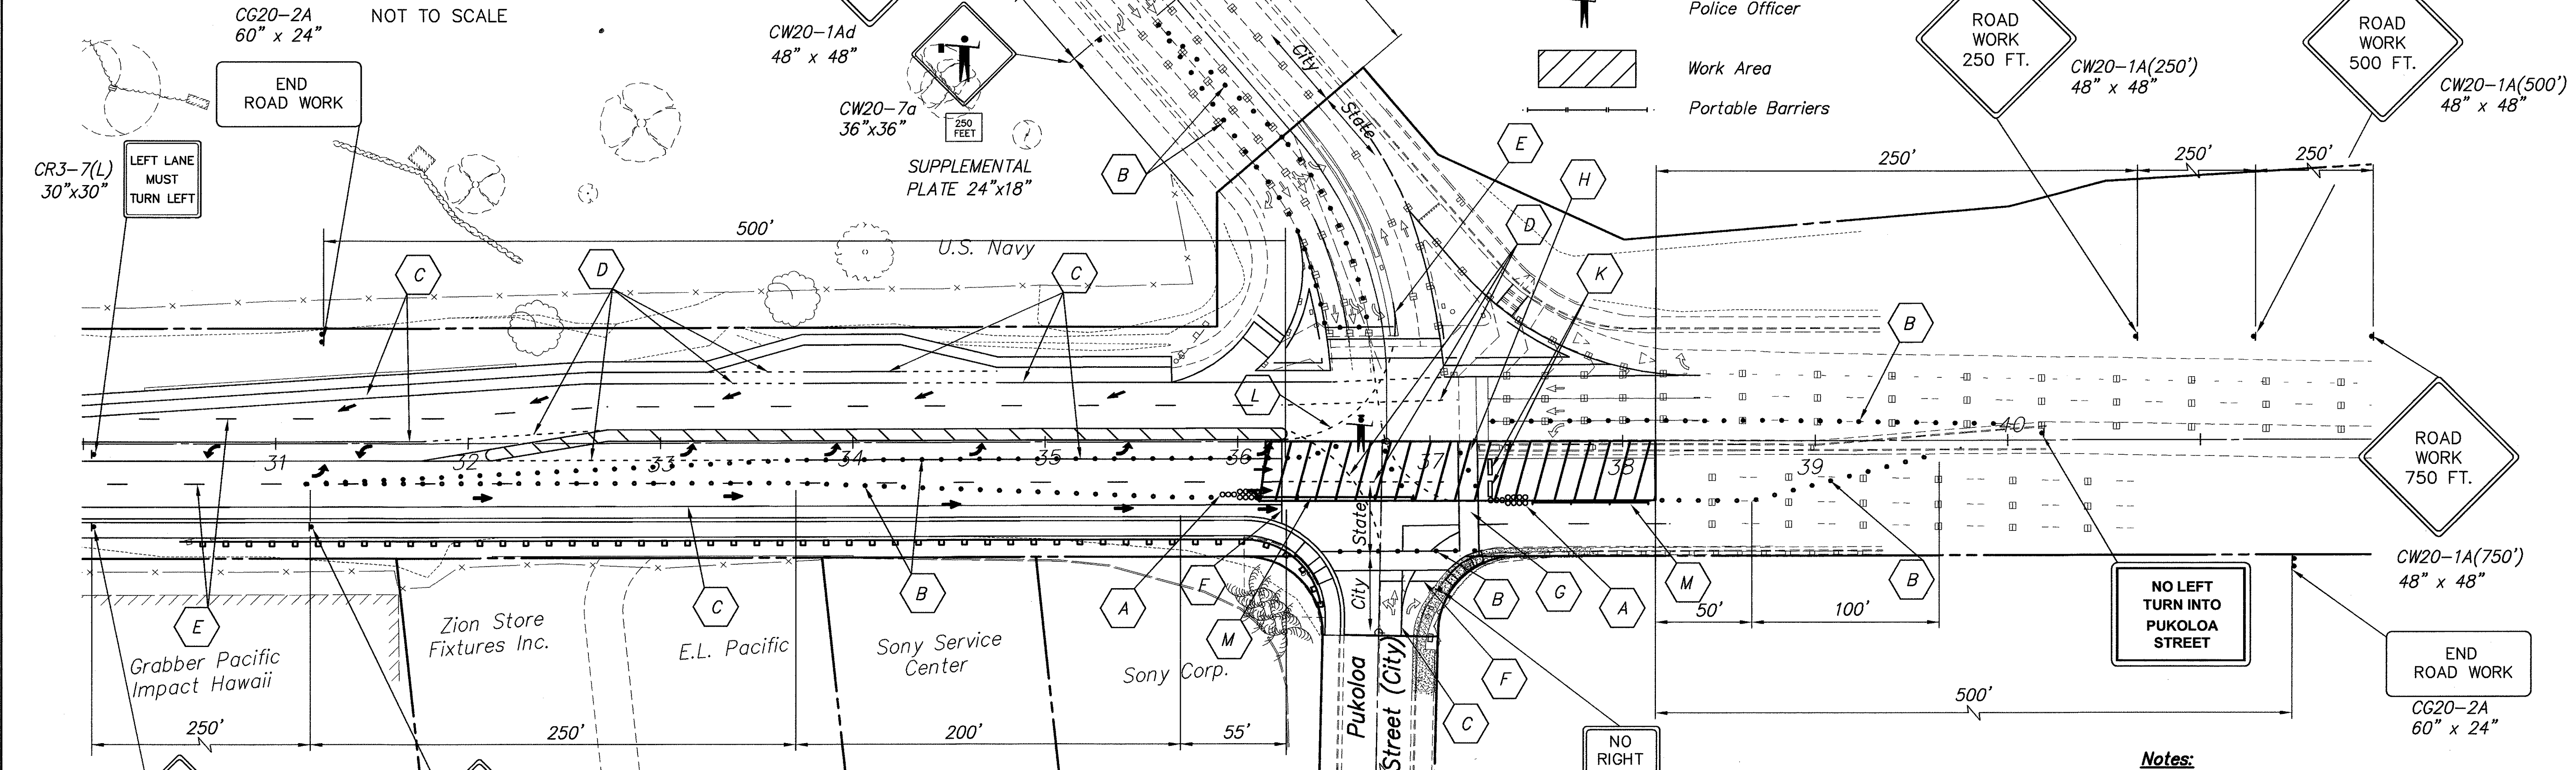 CG20-2A
60" x 24"
NOT TO SCALE
END
ROAD WORK
CR3-7(L)
30"x30"
LEFT LANE
MUST
TURN LEFT
CW20-1Ad
48" x 48"
CW20-7a
36"x36"
250
FEET
SUPPLEMENTAL
PLATE 24"x18"
City
State
Police Officer
Work Area
Portable Barriers
ROAD
WORK
250 FT.
CW20-1A(250')
48" x 48"
ROAD
WORK
500 FT.
CW20-1A(500')
48" x 48"
B
E
H
D
K
250'
250'
250'
500'
U.S. Navy
C
D
C
L
B
31
32
33
34
35
36
37
38
39
40
ROAD
WORK
750 FT.
CW20-1A(750')
48" x 48"
State
City
E
C
B
A
F
M
B
G
A
M
B
F
C
50'
100'
Grabber Pacific
Impact Hawaii
Zion Store
Fixtures Inc.
E.L. Pacific
Sony Service
Center
Sony Corp.
Pukoloa
Street (City)
NO LEFT
TURN INTO
PUKOLOA
STREET
END
ROAD WORK
CG20-2A
60" x 24"
500'
250'
250'
200'
55'
NO
RIGHT
Notes: